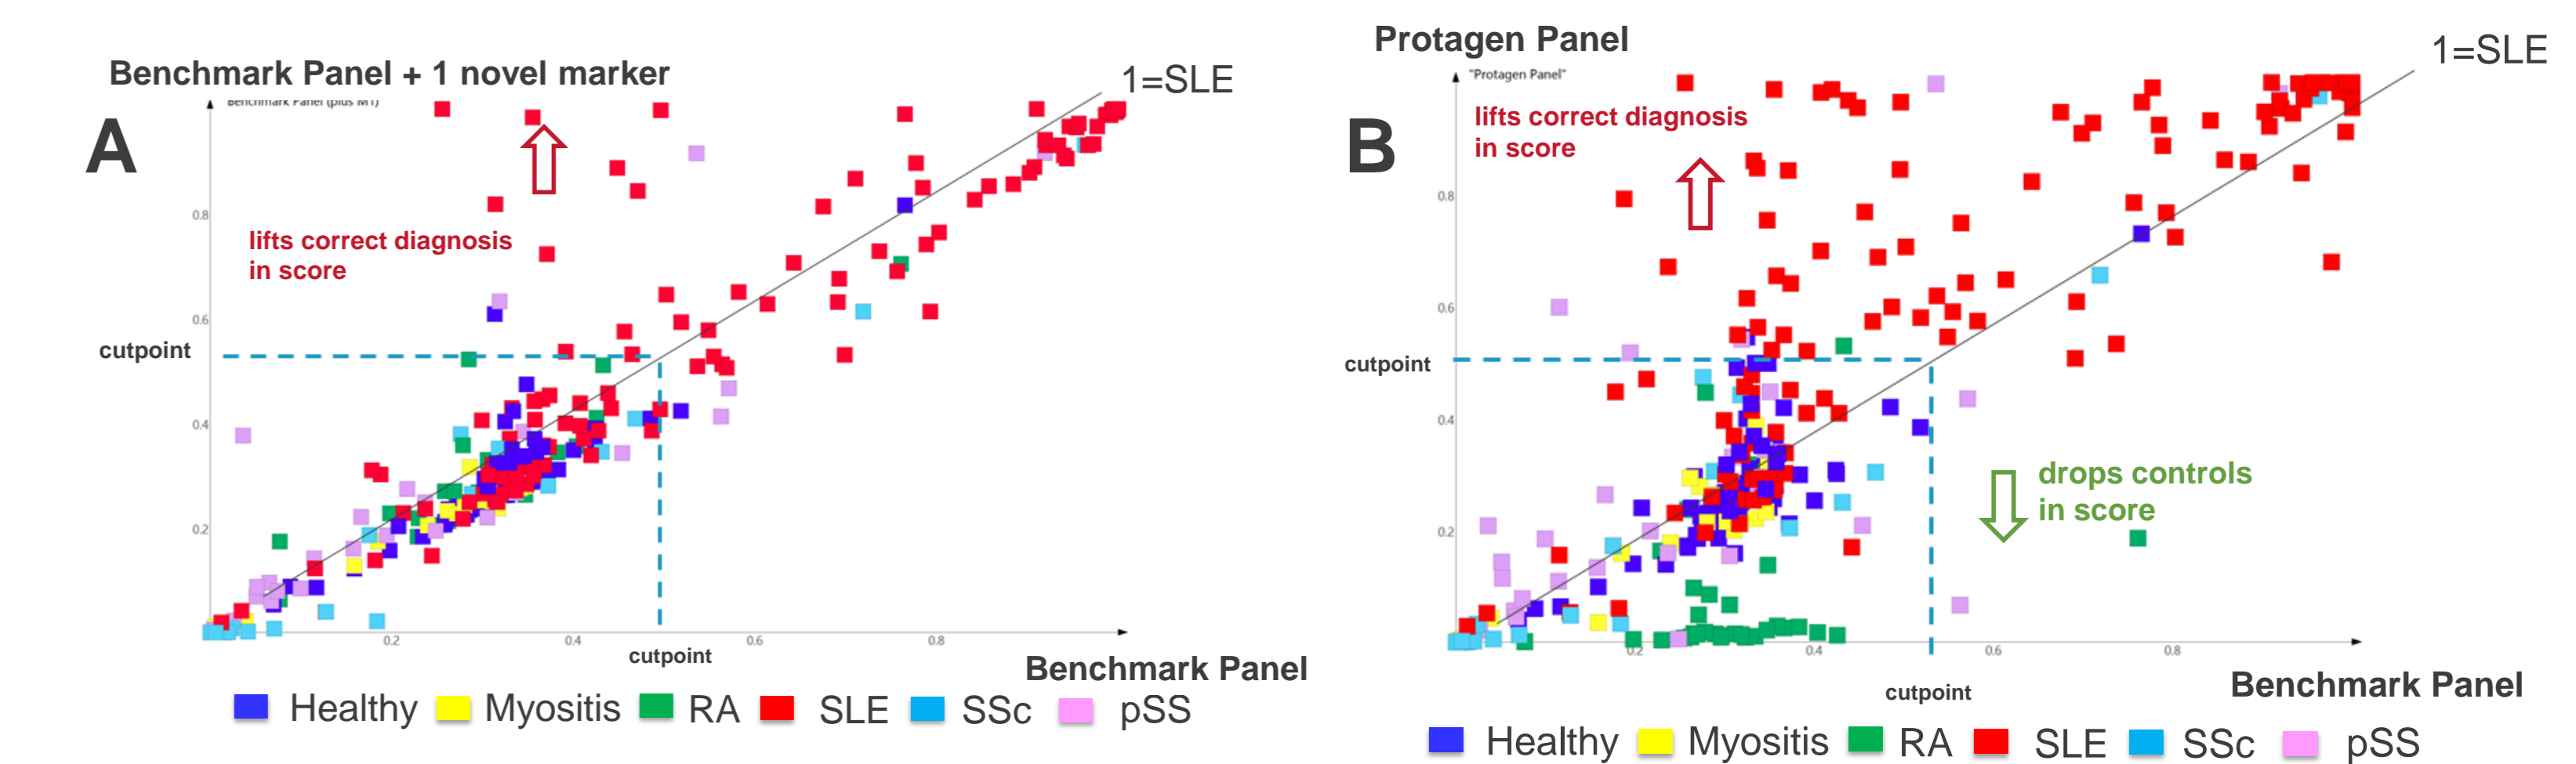 Benchmark Panel + 1 novel marker
1=SLE
Benchmark Panel (plus M1)
A
0.8
lifts correct diagnosis
in score
0.6
cutpoint
0.4
0.2
0.2 0.4 0.6 0.8
cutpoint
Benchmark Panel
Healthy Myositis RA SLE SSc pSS
Protagen Panel
1=SLE
"Protagen Panel"
lifts correct diagnosis
in score
B
0.8
0.6
cutpoint
0.4
drops controls
in score
0.2
0.2 0.4 0.6 0.8
cutpoint
Benchmark Panel
Healthy Myositis RA SLE SSc pSS